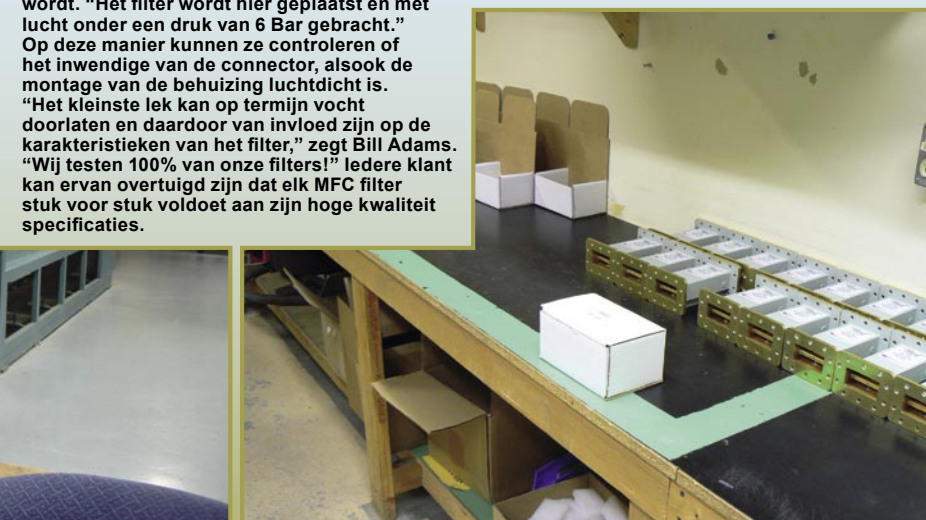 wordt. “Het filter wordt hier geplaatst en met
lucht onder een druk van 6 Bar gebracht.”
Op deze manier kunnen ze controleren of
het inwendige van de connector, alsook de
montage van de behuizing luchtdicht is.
“Het kleinste lek kan op termijn vocht
doorlaten en daardoor van invloed zijn op de
karakteristieken van het filter,” zegt Bill Adams.
“Wij testen 100% van onze filters!” Iedere klant
kan ervan overtuigd zijn dat elk MFC filter
stuk voor stuk voldoet aan zijn hoge kwaliteit
specificaties.